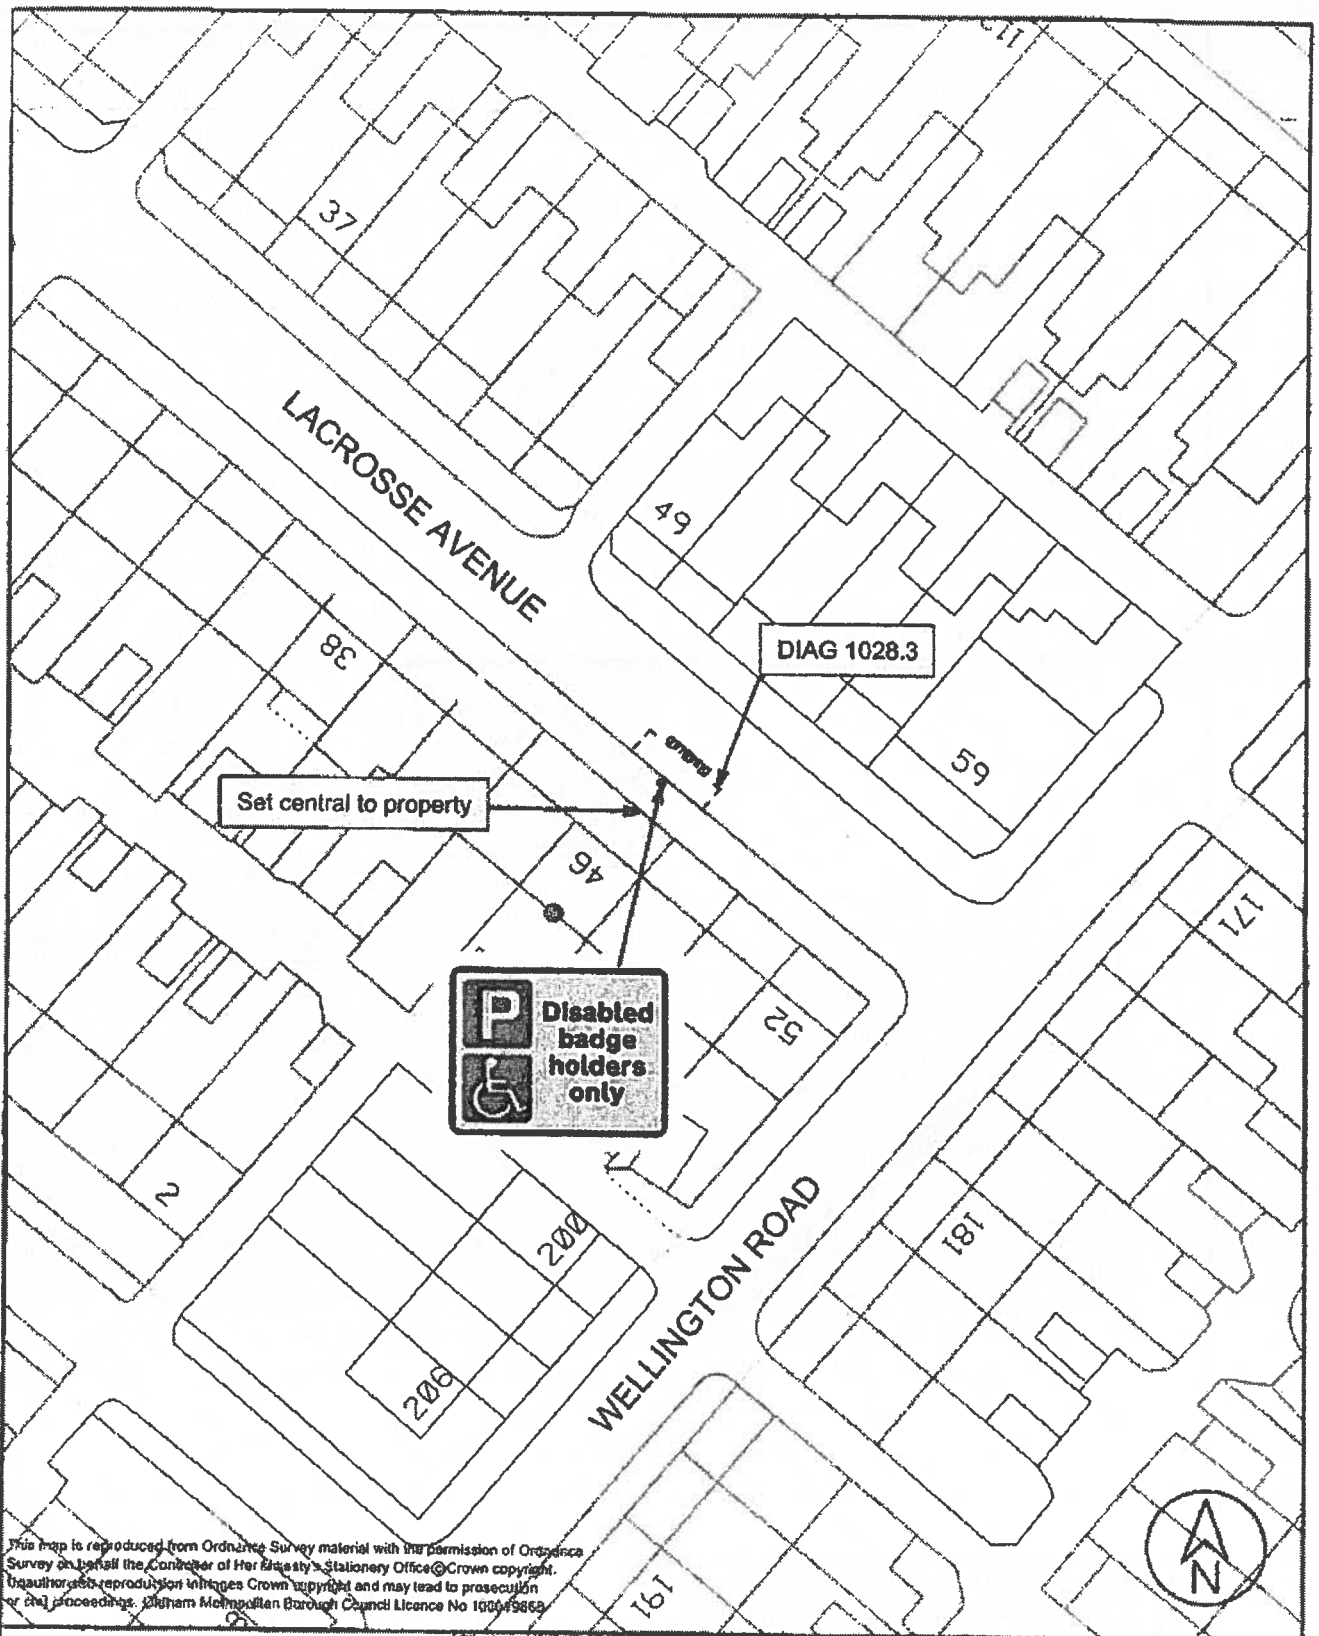 37
LACROSSE AVENUE
49
38
DIAG 1028.3
59
Set central to property
46
171
P Disabled
badge
holders
only
52
2
181
200
WELLINGTON ROAD
206
191
N
This map is reproduced from Ordnance Survey material with the permission of Ordnance
Survey on behalf the Controller of Her Majesty's Stationery Office ©Crown copyright.
Unauthorised reproduction infringes Crown copyright and may lead to prosecution
or civil proceedings. Oldham Metropolitan Borough Council Licence No 100049868